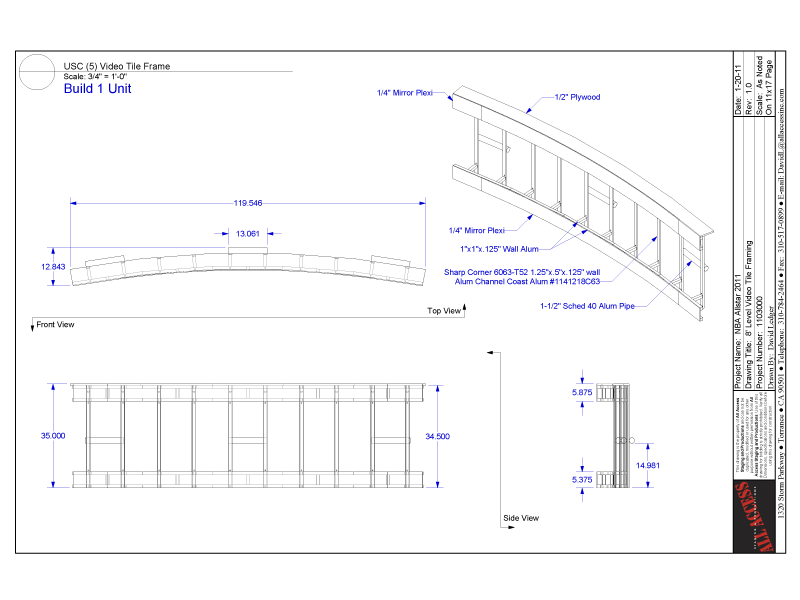 USC (5) Video Tile Frame
Scale: 3/4" = 1'-0"
Build 1 Unit
1/4" Mirror Plexi
1/2" Plywood
119.546
13.061
12.843
1/4" Mirror Plexi
1"x1"x.125" Wall Alum
Sharp Corner 6063-T52 1.25"x.5"x.125" wall
Alum Channel Coast Alum #1141218C63
1-1/2" Sched 40 Alum Pipe
Top View
Front View
35.000
34.500
5.875
5.375
14.981
Side View
Date: 1-20-11
Rev: 1.0
Scale: As Noted
On 11x17 Page
Project Name: NBA Allstar 2011
Drawing Title: 8' Level Video Tile Framing
Project Number: 1103000
Drawn By: David Ledger
ALL ACCESS
1320 Storm Parkway ● Torrance ● CA 90501 ● Telephone: 310-784-2464 ● Fax: 310-517-0899 ● E-mail: DavidL@allaccessinc.com